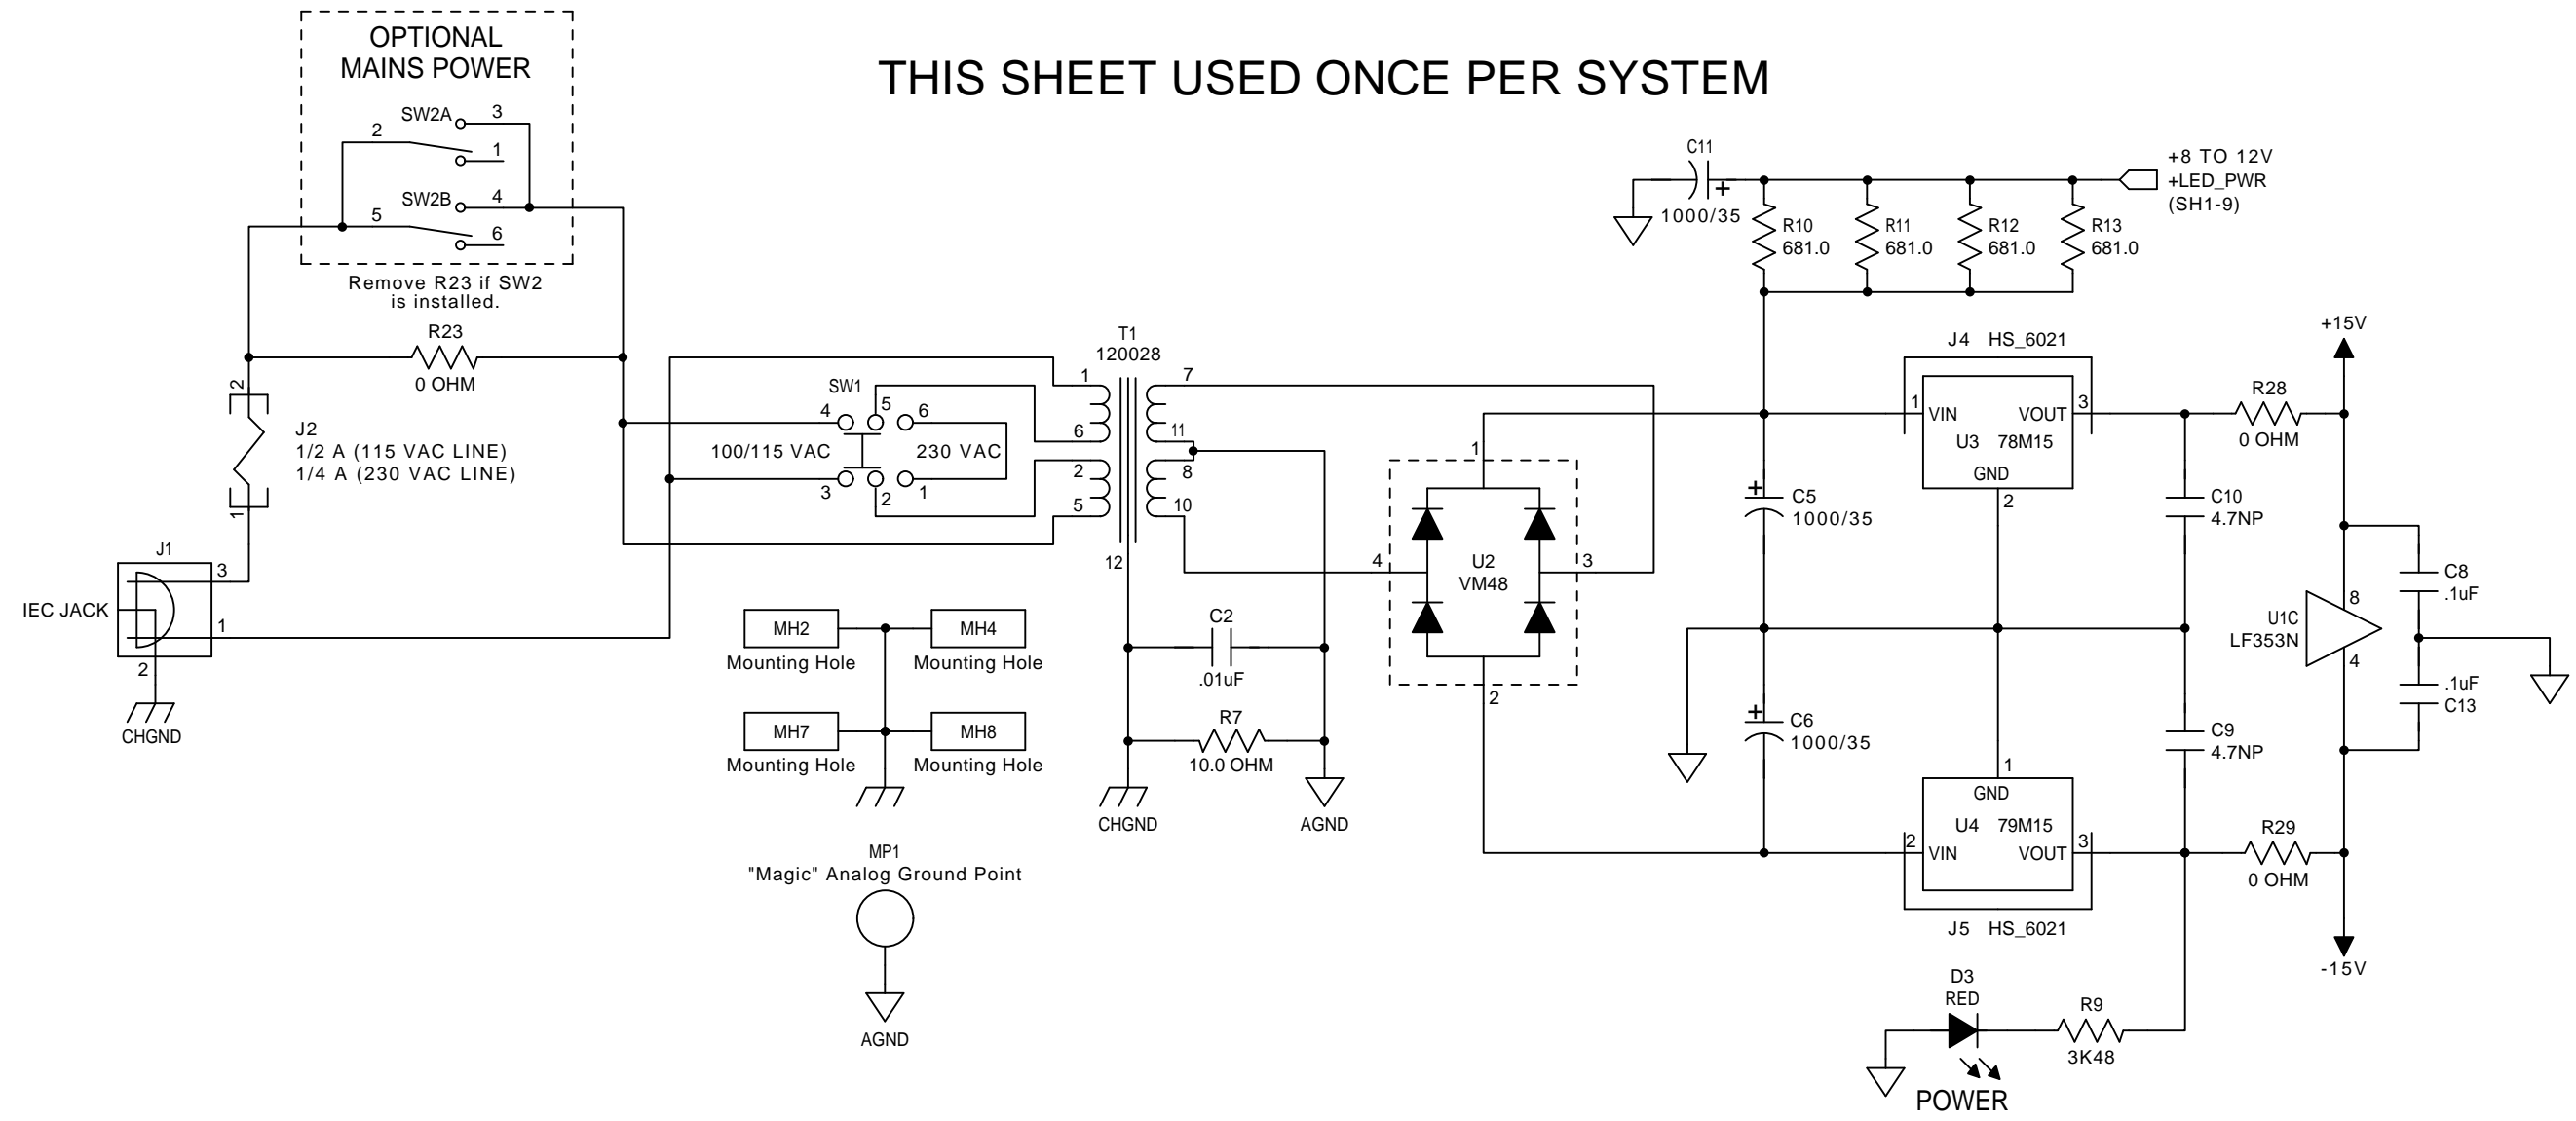 OPTIONAL
MAINS POWER
THIS SHEET USED ONCE PER SYSTEM
SW2A
3
2
1
SW2B
4
5
6
Remove R23 if SW2
is installed.
R23
0 OHM
2
J2
1/2 A (115 VAC LINE)
1/4 A (230 VAC LINE)
1
J1
3
IEC JACK
1
2
CHGND
SW1
4
5
6
100/115 VAC
230 VAC
3
2
1
T1
120028
1
7
6
11
2
8
5
10
12
MH2
MH4
Mounting Hole
Mounting Hole
MH7
MH8
Mounting Hole
Mounting Hole
MP1
"Magic" Analog Ground Point
AGND
C2
.01uF
R7
10.0 OHM
CHGND
AGND
1
4
U2
VM48
3
2
C11
+
1000/35
+8 TO 12V
+LED_PWR
(SH1-9)
R10
681.0
R11
681.0
R12
681.0
R13
681.0
J4 HS_6021
1
VIN
VOUT
3
U3 78M15
GND
2
+
C5
1000/35
+
C6
1000/35
R28
0 OHM
+15V
C10
4.7NP
C9
4.7NP
C8
.1uF
8
U1C
LF353N
4
.1uF
C13
1
GND
U4 79M15
2
VIN
VOUT
3
J5 HS_6021
R29
0 OHM
-15V
D3
RED
R9
3K48
POWER